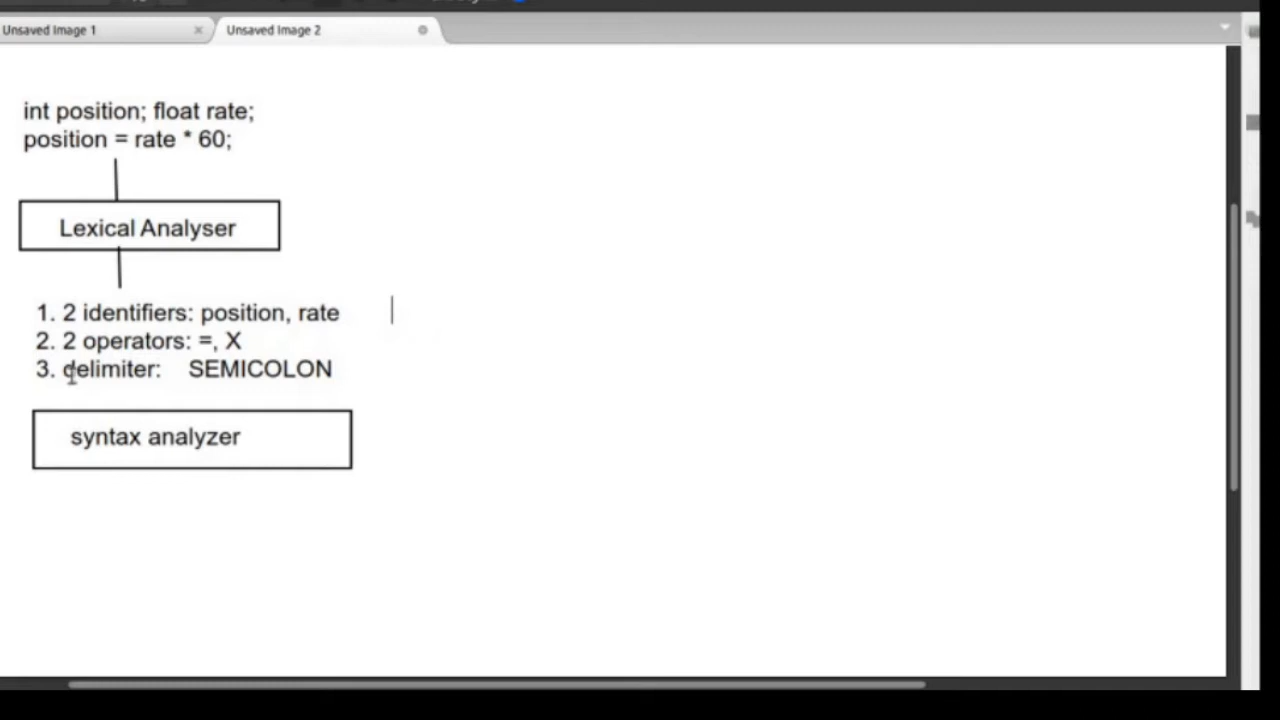 Unsaved Image 1
Unsaved Image 2
int position; float rate;
position = rate * 60;
Lexical Analyser
1. 2 identifiers: position, rate
2. 2 operators: =, X
3. delimiter: SEMICOLON
syntax analyzer